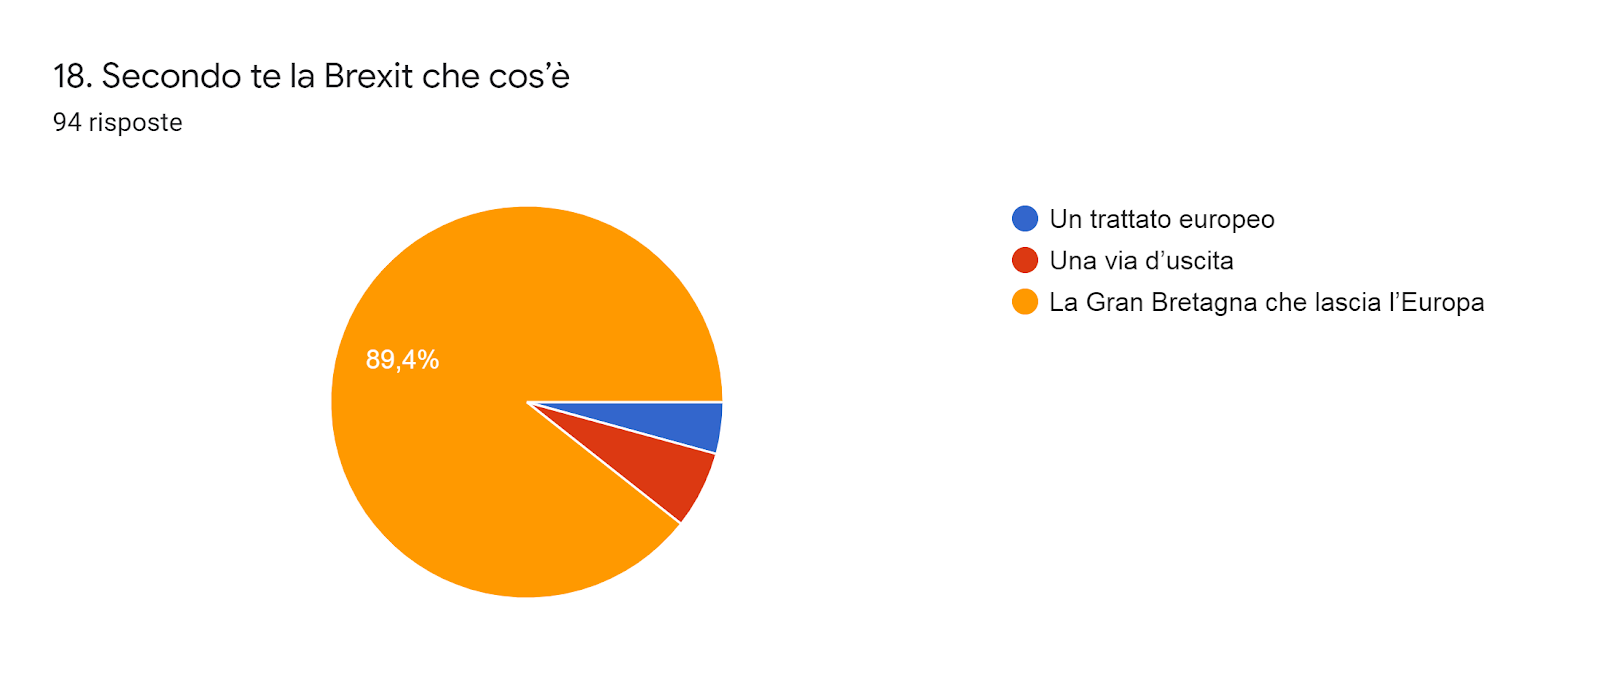 18. Secondo te la Brexit che cos’è
94 risposte
Un trattato europeo
Una via d’uscita
La Gran Bretagna che lascia l’Europa
89,4%